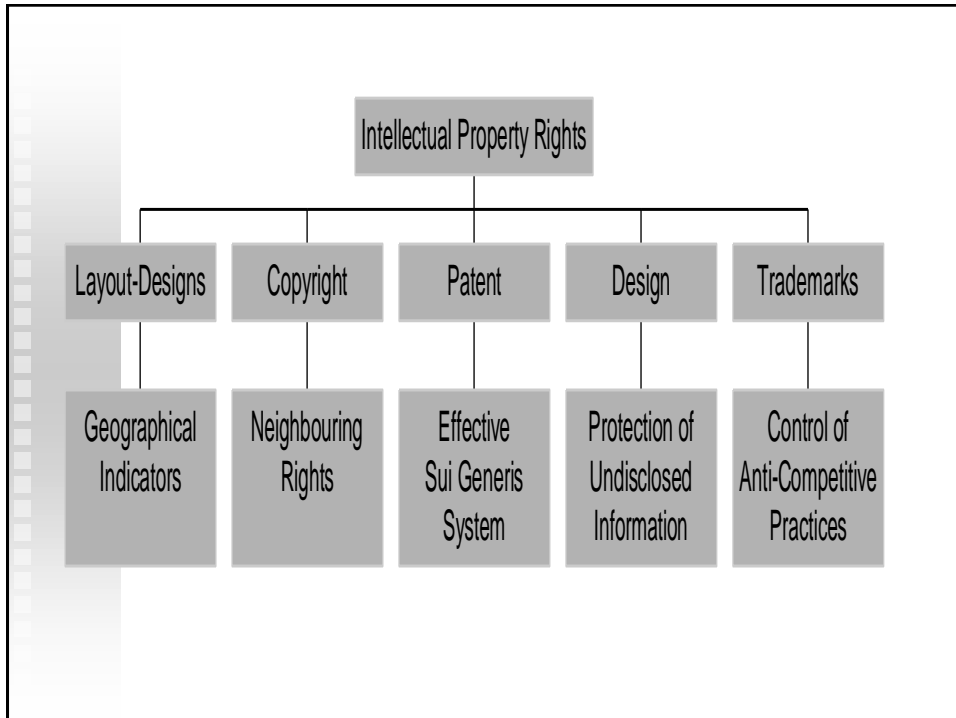 Intellectual Property Rights
Layout-Designs
Copyright
Patent
Design
Trademarks
Geographical
Indicators
Neighbouring
Rights
Effective
Sui Generis
System
Protection of
Undisclosed
Information
Control of
Anti-Competitive
Practices